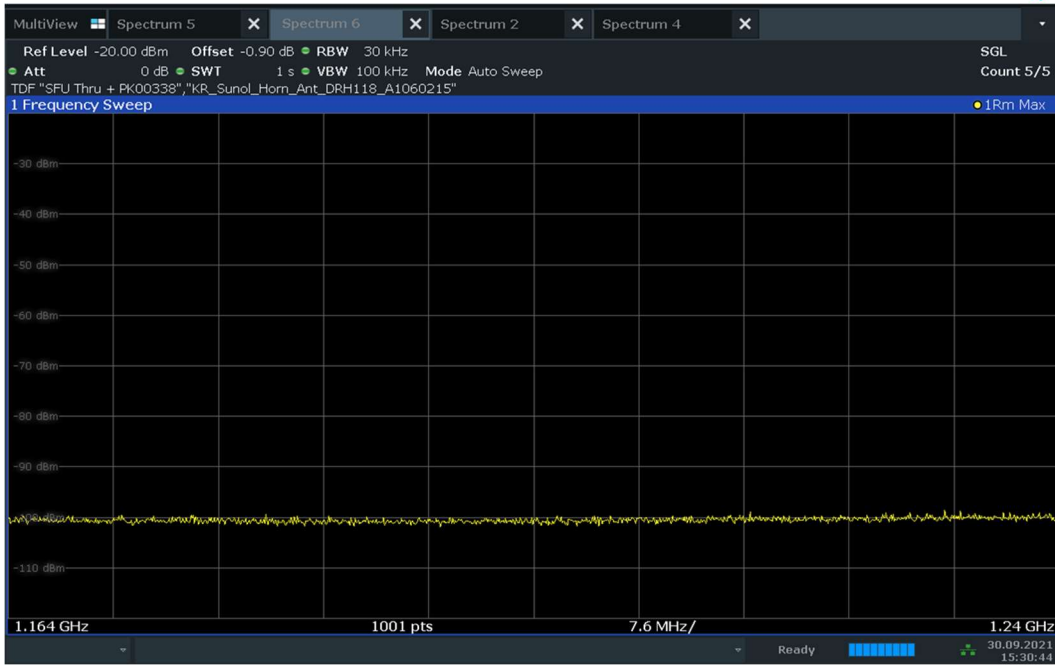 MultiView Spectrum 5 Spectrum 6 Spectrum 2 Spectrum 4
Ref Level -20.00 dBm Offset -0.90 dB RBW 30 kHz SGL
Att 0 dB SWT 1 s VBW 100 kHz Mode Auto Sweep Count 5/5
TDF "SFU Thru + PK00338","KR_Sunol_Horn_Ant_DRH118_A1060215"
1 Frequency Sweep 1Rm Max
-30 dBm
-40 dBm
-50 dBm
-60 dBm
-70 dBm
-80 dBm
-90 dBm
-110 dBm
1.164 GHz 1001 pts 7.6 MHz/ 1.24 GHz
Ready 30.09.2021
15:30:44